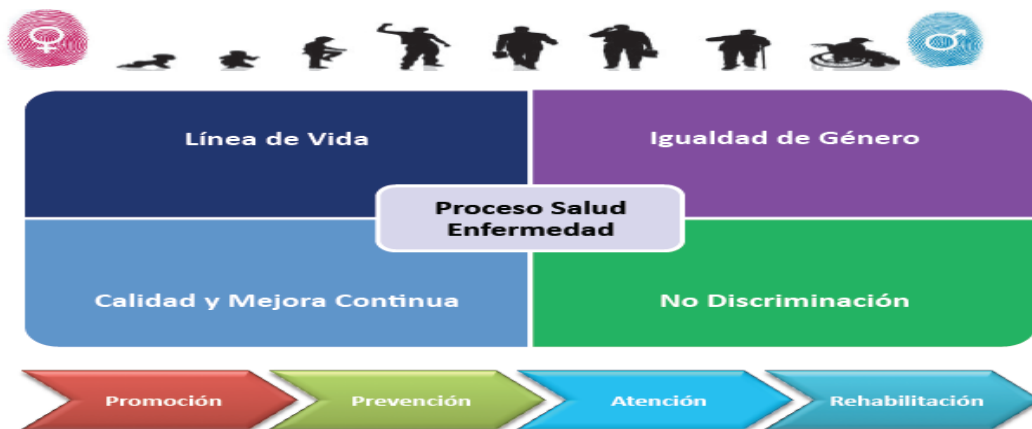 Línea de Vida
Igualdad de Género
Proceso Salud
Enfermedad
Calidad y Mejora Continua
No Discriminación
Promoción
Prevención
Atención
Rehabilitación